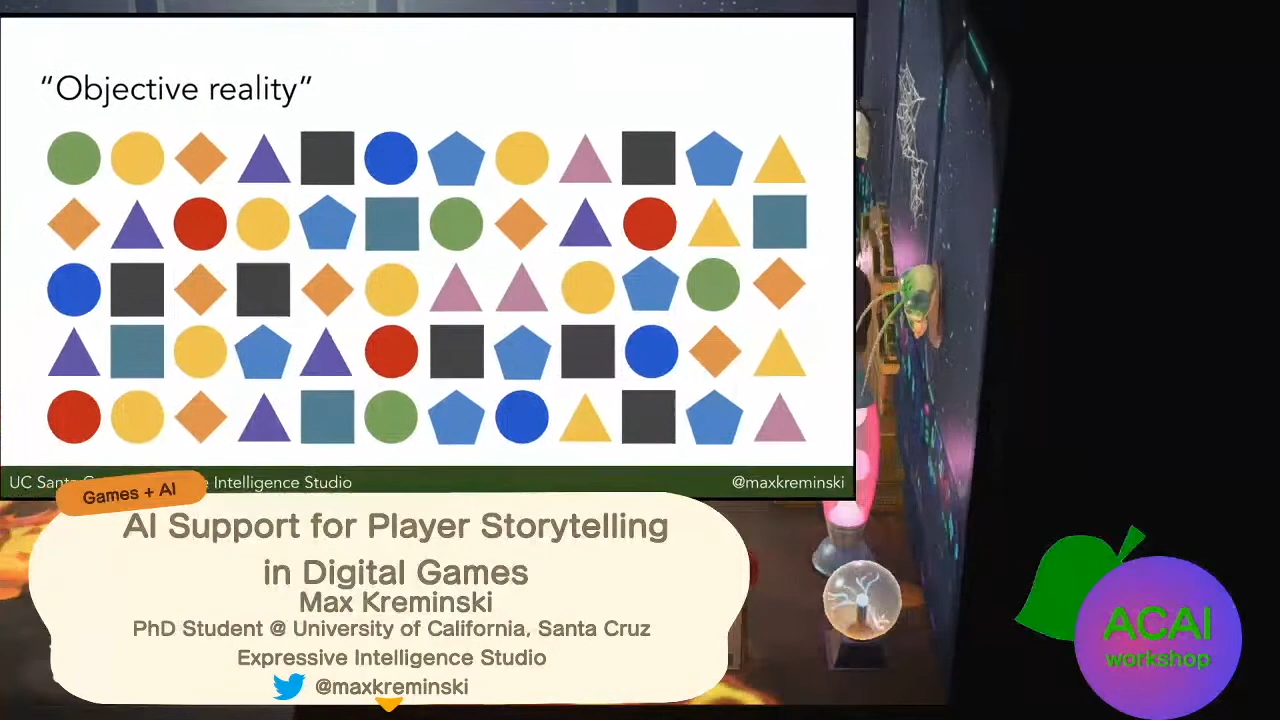 “Objective reality”
UC Santa e Intelligence Studio
@maxkreminski
Games + AI
AI Support for Player Storytelling
in Digital Games
Max Kreminski
PhD Student @ University of California, Santa Cruz
Expressive Intelligence Studio
@maxkreminski
ACAI
workshop